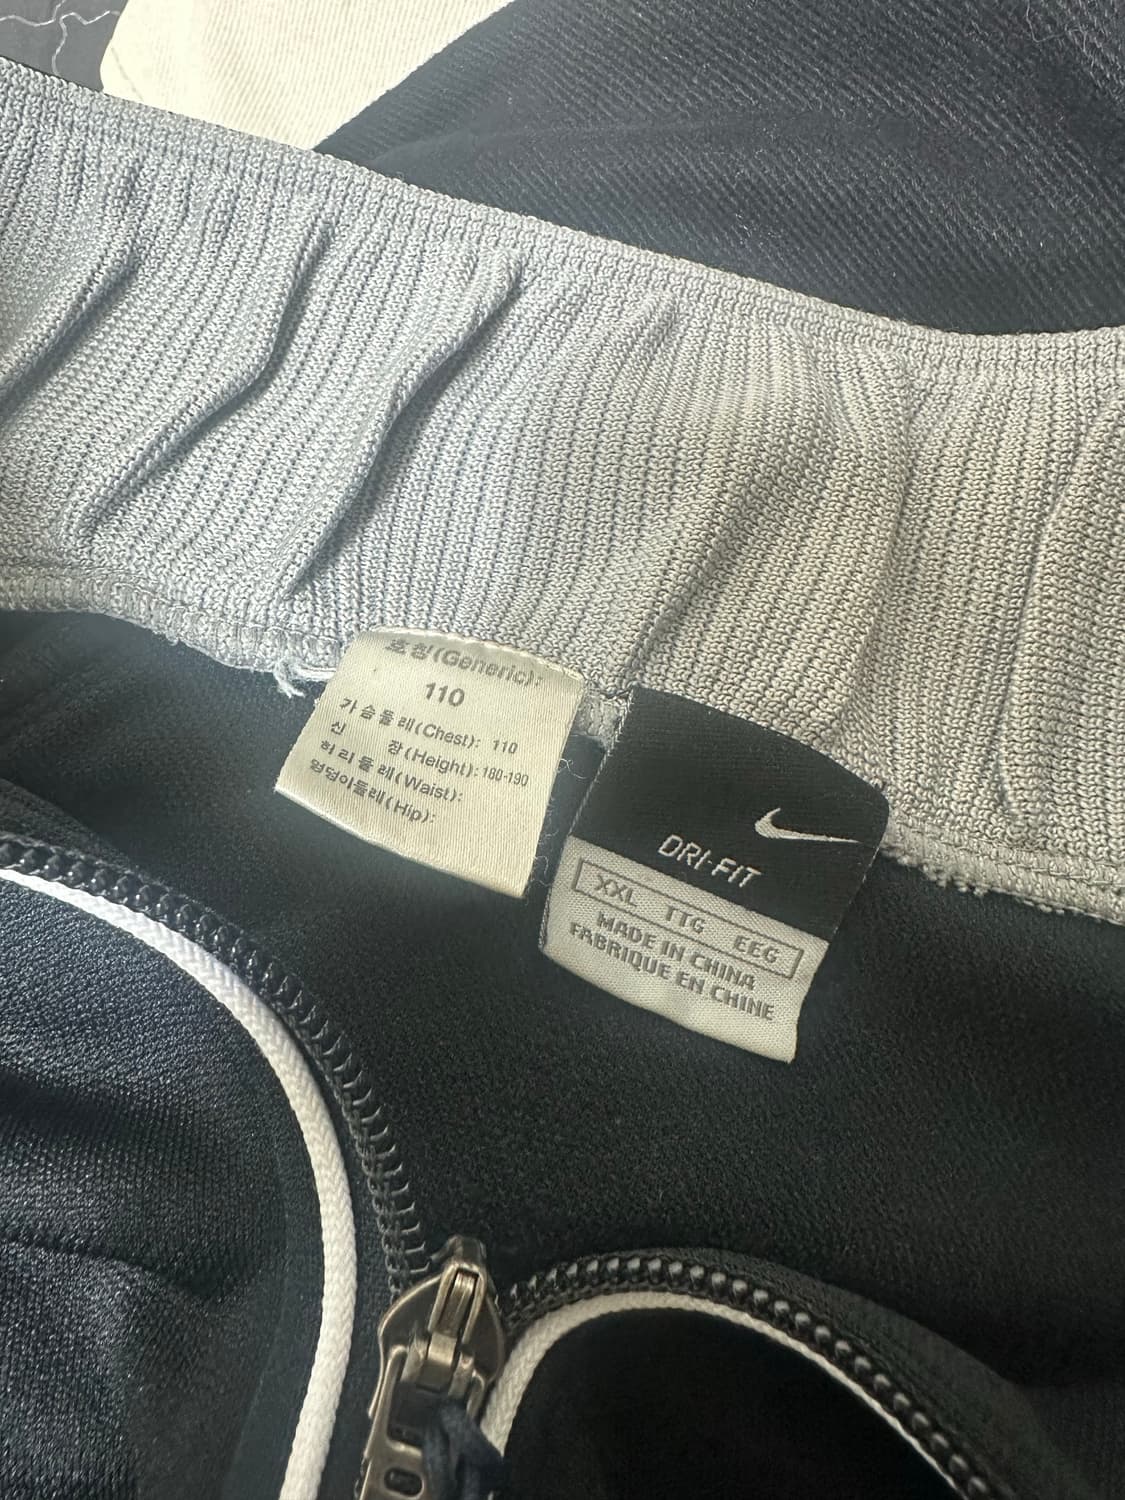 호칭(Generic):
110
가슴둘레(Chest): 110
신 장(Height): 180-190
허리둘레(Waist):
엉덩이둘레(Hip):
DRI-FIT
XXL TTG EEG
MADE IN CHINA
FABRIQUE EN CHINE